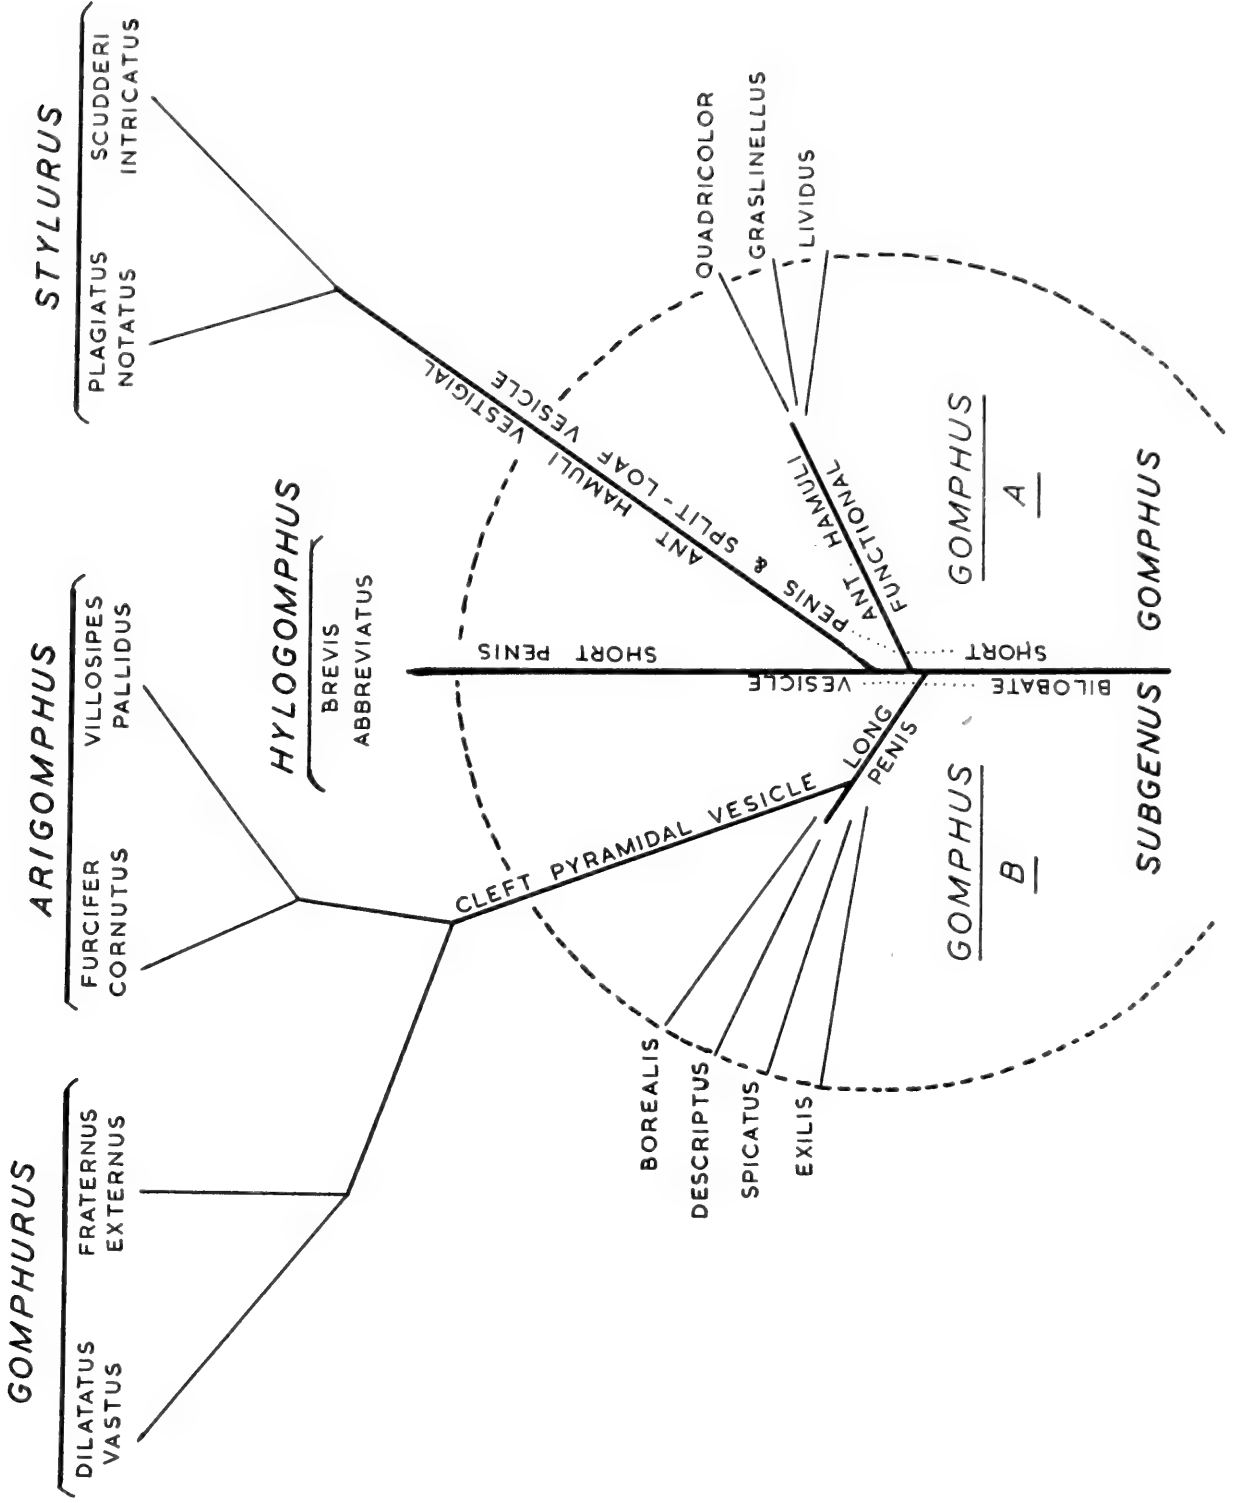 GOMPHURUS
DILATATUS
VASTUS
FRATERNUS
EXTERNUS
ARIGOMPHUS
FURCIFER
CORNUTUS
VILLOSIPES
PALLIDUS
STYLURUS
PLAGIATUS
NOTATUS
SCUDDERI
INTRICATUS
HYLOGOMPHUS
BREVIS
ABBREVIATUS
CLEFT PYRAMIDAL VESICLE
SHORT PENIS
VESTIGIAL
ANT HAMULI
PENIS & SPLIT-LOAF VESICLE
SHORT
BILOBATE VESICLE
LONG
PENIS
ANT HAMULI
FUNCTIONAL
BOREALIS
DESCRIPTUS
SPICATUS
EXILIS
QUADRICOLOR
GRASLINELLUS
LIVIDUS
GOMPHUS
B
GOMPHUS
A
SUBGENUS GOMPHUS